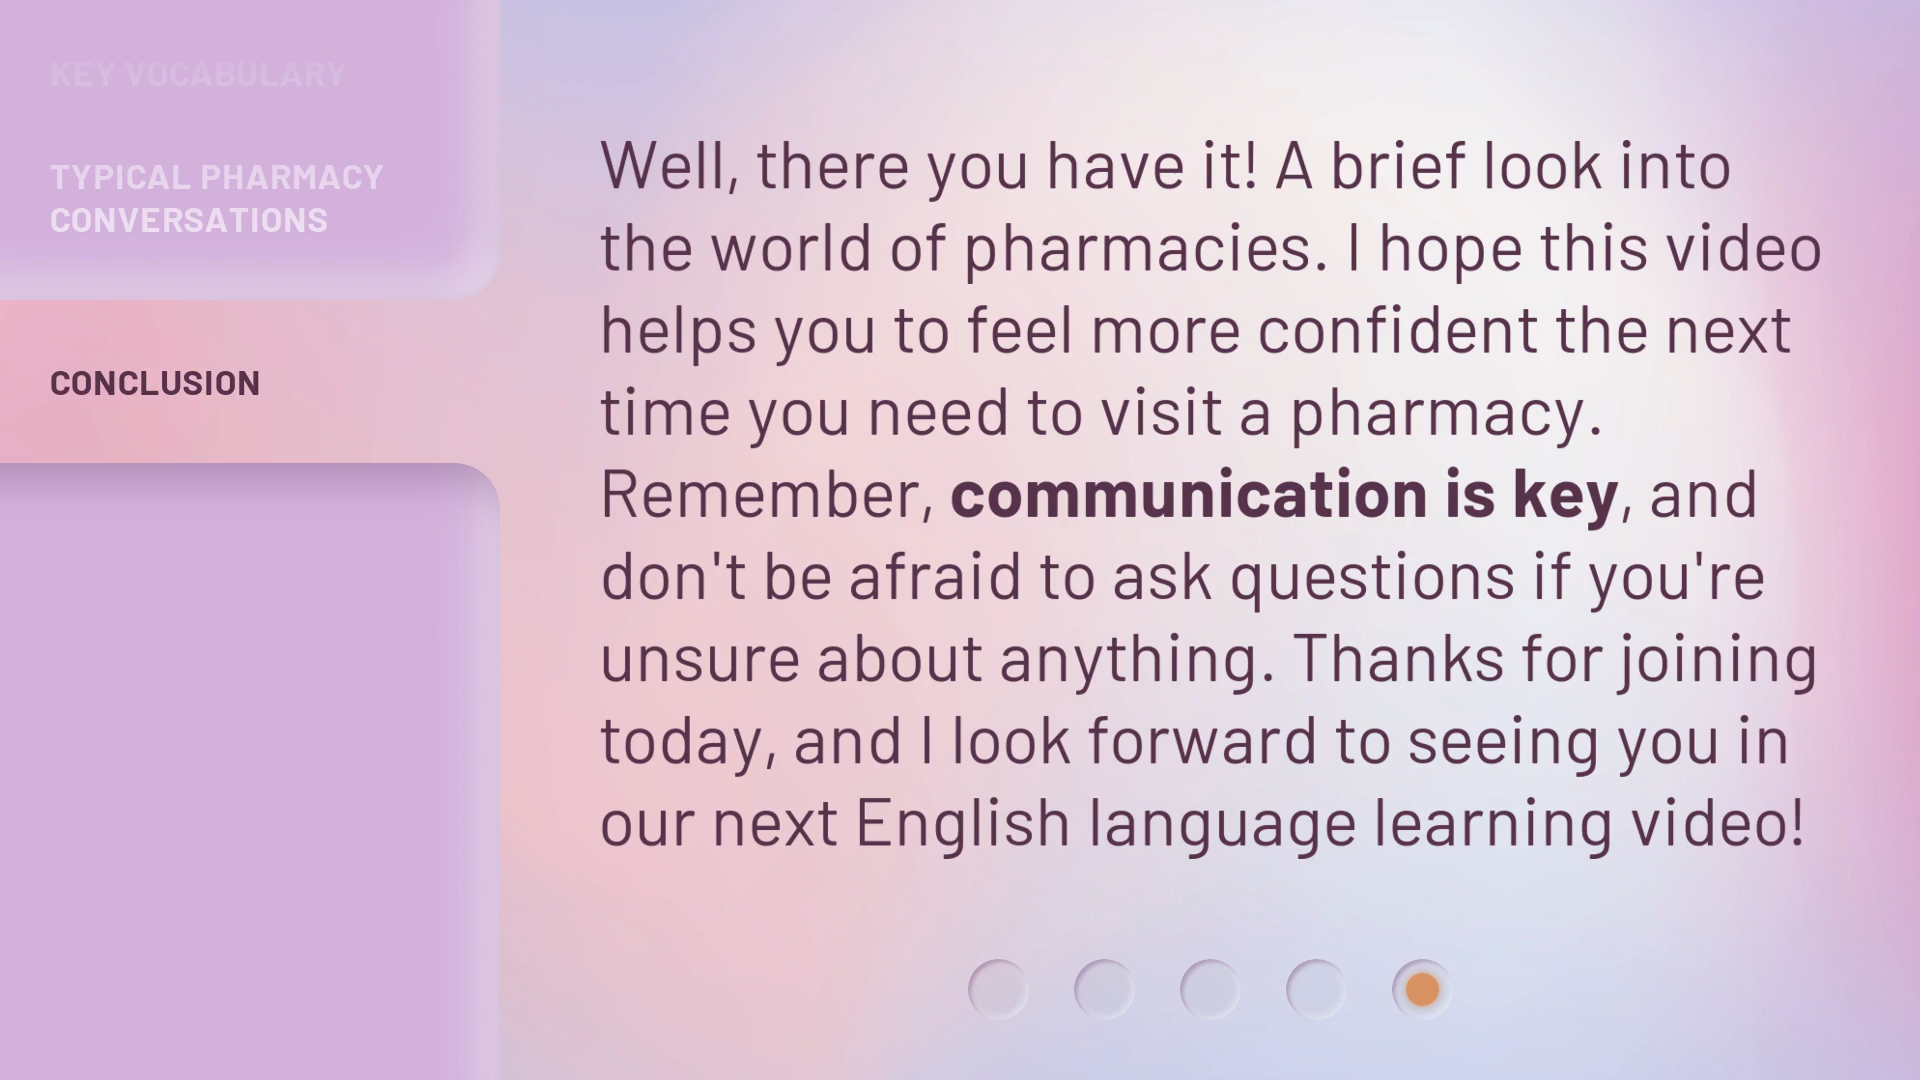 KEY VOCABULARY
TYPICAL PHARMACY
CONVERSATIONS
CONCLUSION
Well, there you have it! A brief look into
the world of pharmacies. I hope this video
helps you to feel more confident the next
time you need to visit a pharmacy.
Remember, communication is key, and
don't be afraid to ask questions if you're
unsure about anything. Thanks for joining
today, and I look forward to seeing you in
our next English language learning video!